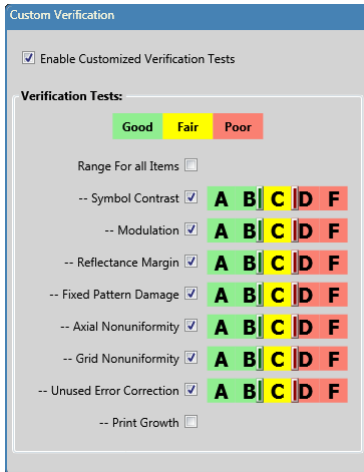 Custom Verification
Enable Customized Verification Tests
Verification Tests:
Good Fair Poor
Range For all Items
-- Symbol Contrast A B C D F
-- Modulation A B C D F
-- Reflectance Margin A B C D F
-- Fixed Pattern Damage A B C D F
-- Axial Nonuniformity A B C D F
-- Grid Nonuniformity A B C D F
-- Unused Error Correction A B C D F
-- Print Growth